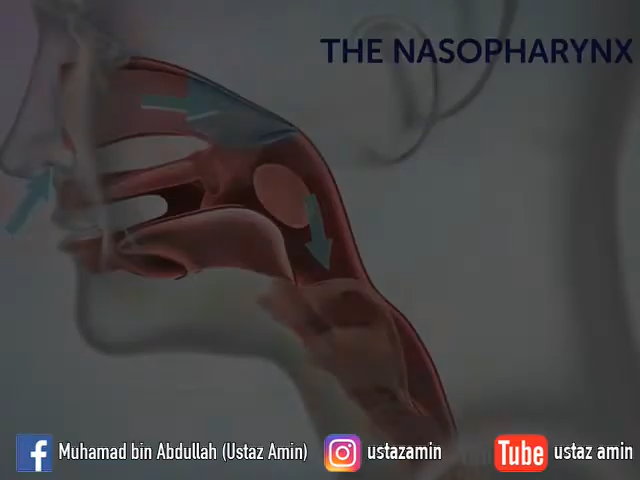 THE NASOPHARYNX
Muhamad bin Abdullah (Ustaz Amin)
ustazamin
Tube
ustaz amin